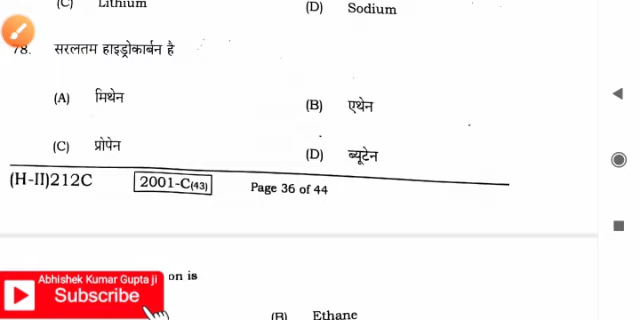 (C) Lithium (D) Sodium
78. सरलतम हाइड्रोकार्बन है
(A) मिथेन (B) एथेन
(C) प्रोपेन (D) ब्यूटेन
(H-II)212C 2001-C(43) Page 36 of 44
on is
Abhishek Kumar Gupta ji
Subscribe
(B) Ethane